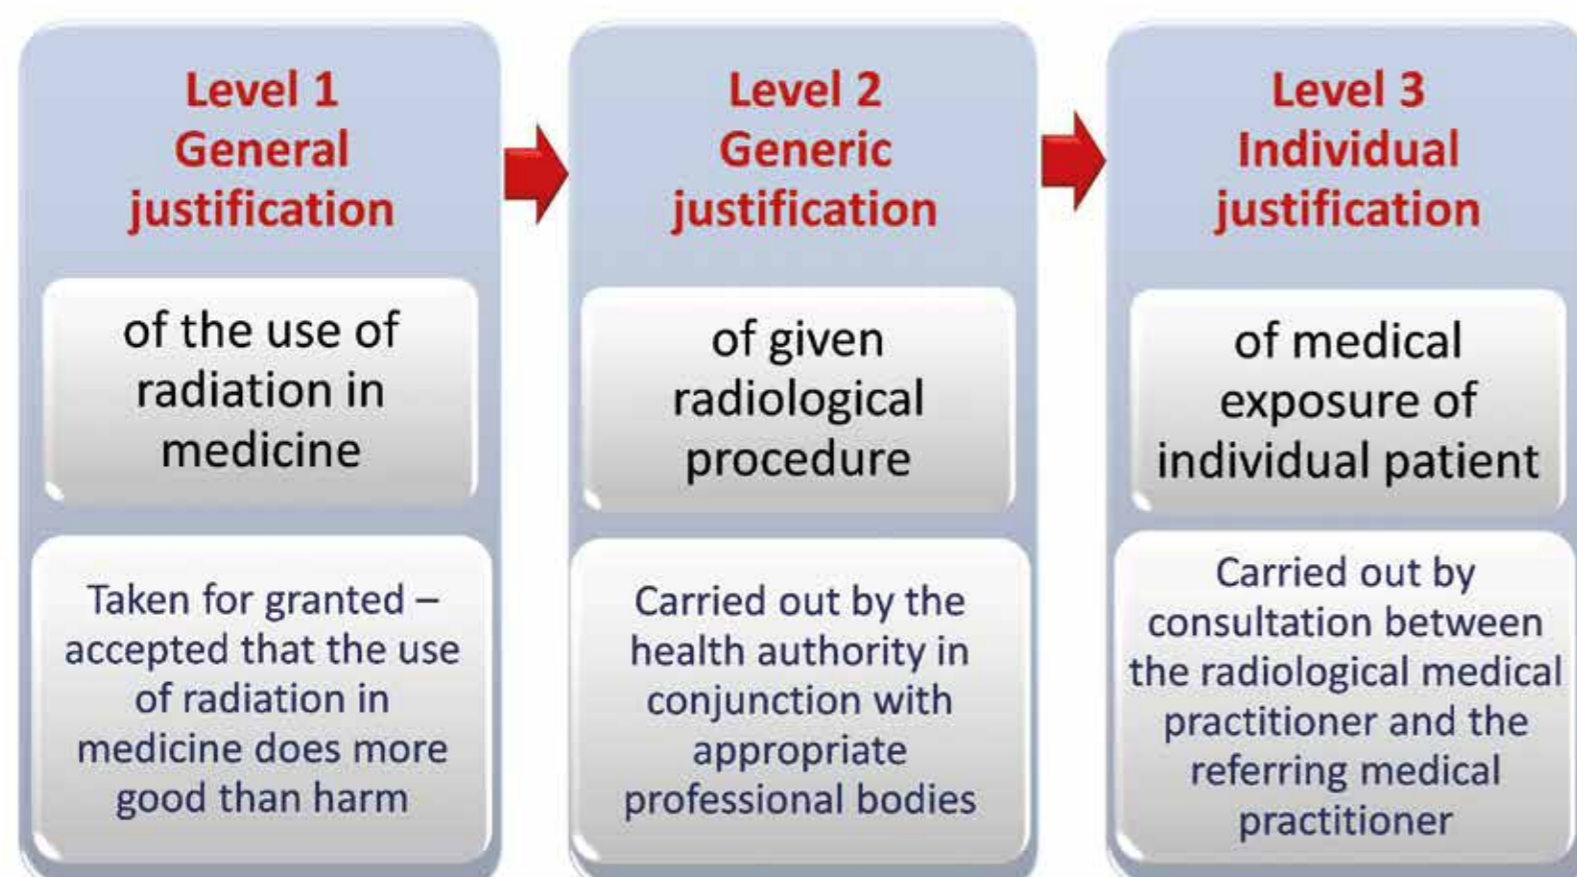 Level 1
General
justification
of the use of
radiation in
medicine
Taken for granted –
accepted that the use
of radiation in
medicine does more
good than harm
Level 2
Generic
justification
of given
radiological
procedure
Carried out by the
health authority in
conjunction with
appropriate
professional bodies
Level 3
Individual
justification
of medical
exposure of
individual patient
Carried out by
consultation between
the radiological medical
practitioner and the
referring medical
practitioner